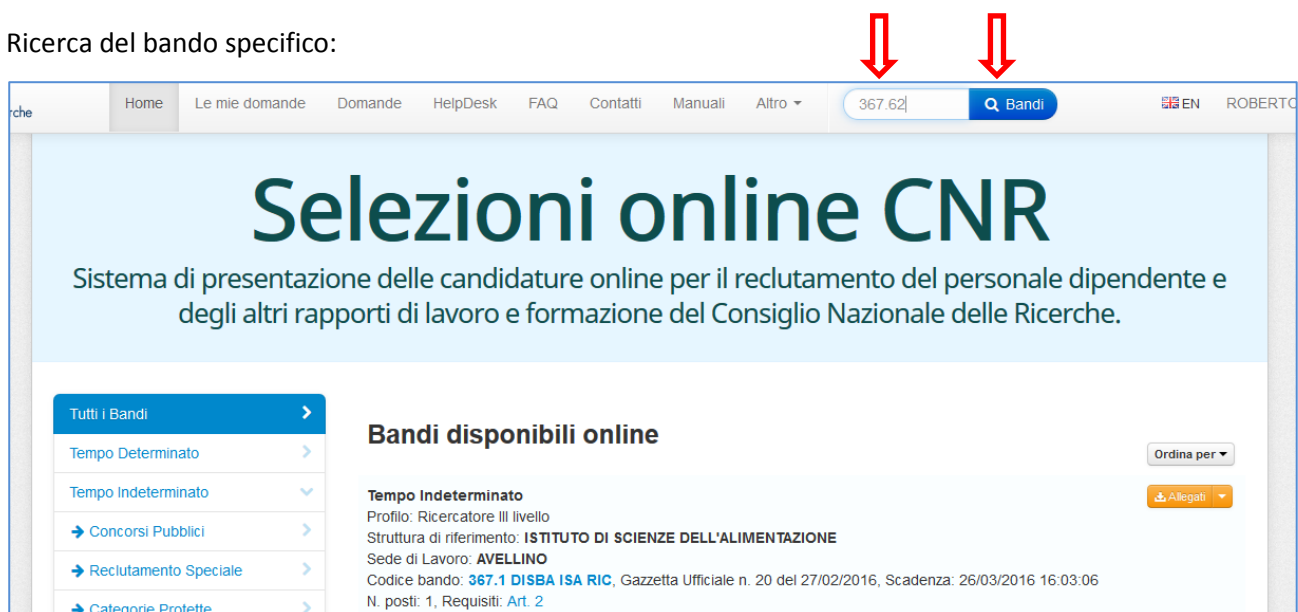 Ricerca del bando specifico:
rche Home Le mie domande Domande HelpDesk FAQ Contatti Manuali Altro 367.62 Bandi EN ROBERTO
Selezioni online CNR
Sistema di presentazione delle candidature online per il reclutamento del personale dipendente e
degli altri rapporti di lavoro e formazione del Consiglio Nazionale delle Ricerche.
Tutti i Bandi
Tempo Determinato
Tempo Indeterminato
Concorsi Pubblici
Reclutamento Speciale
Categorie Protette
Bandi disponibili online
Ordina per
Tempo Indeterminato
Allegati
Profilo: Ricercatore III livello
Struttura di riferimento: ISTITUTO DI SCIENZE DELL'ALIMENTAZIONE
Sede di Lavoro: AVELLINO
Codice bando: 367.1 DISBA ISA RIC, Gazzetta Ufficiale n. 20 del 27/02/2016, Scadenza: 26/03/2016 16:03:06
N. posti: 1, Requisiti: Art. 2